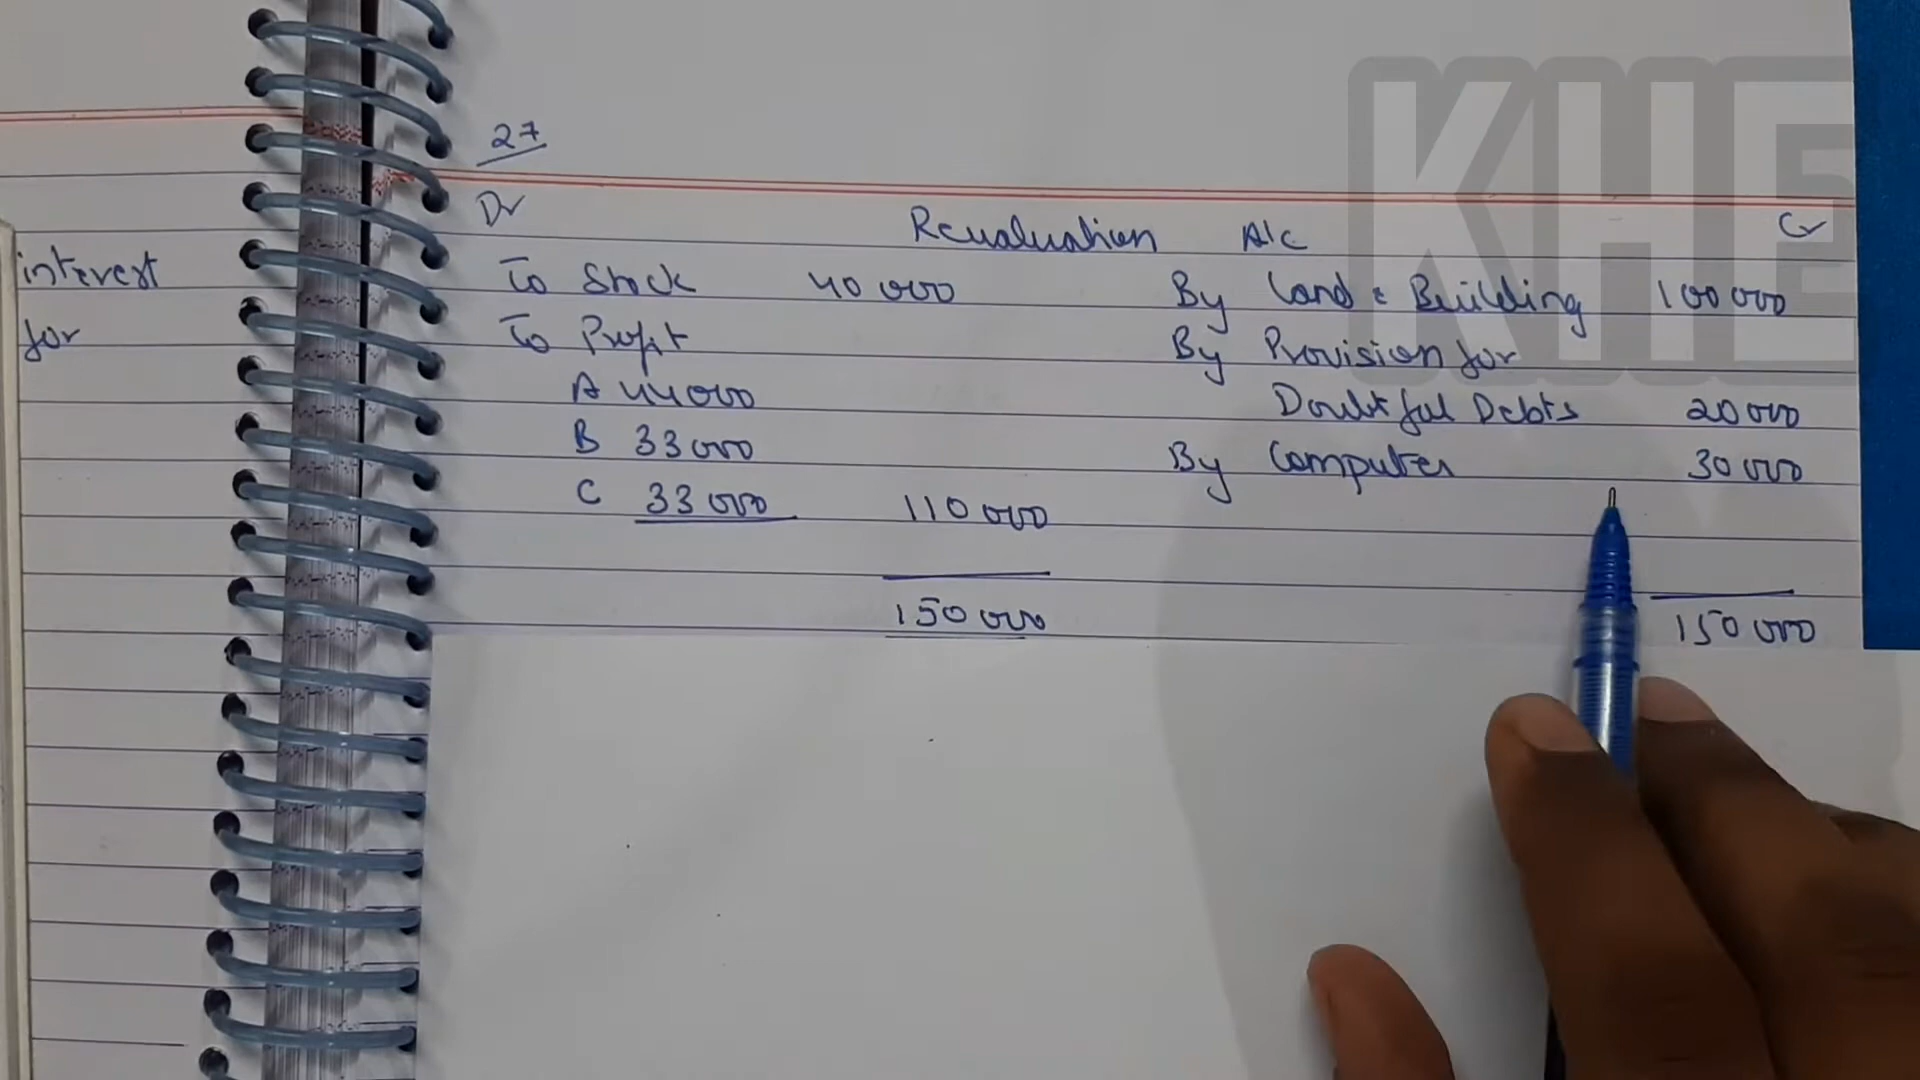 KHE
27
Dr Revaluation A/c Cr
interest
for
To Stock 40 000 By Land & Building 100 000
To Profit By Provision for
A 44000 Doubtful Debts 20 000
B 33 000 By Computer 30 000
C 33 000 110 000
150 000 150 000